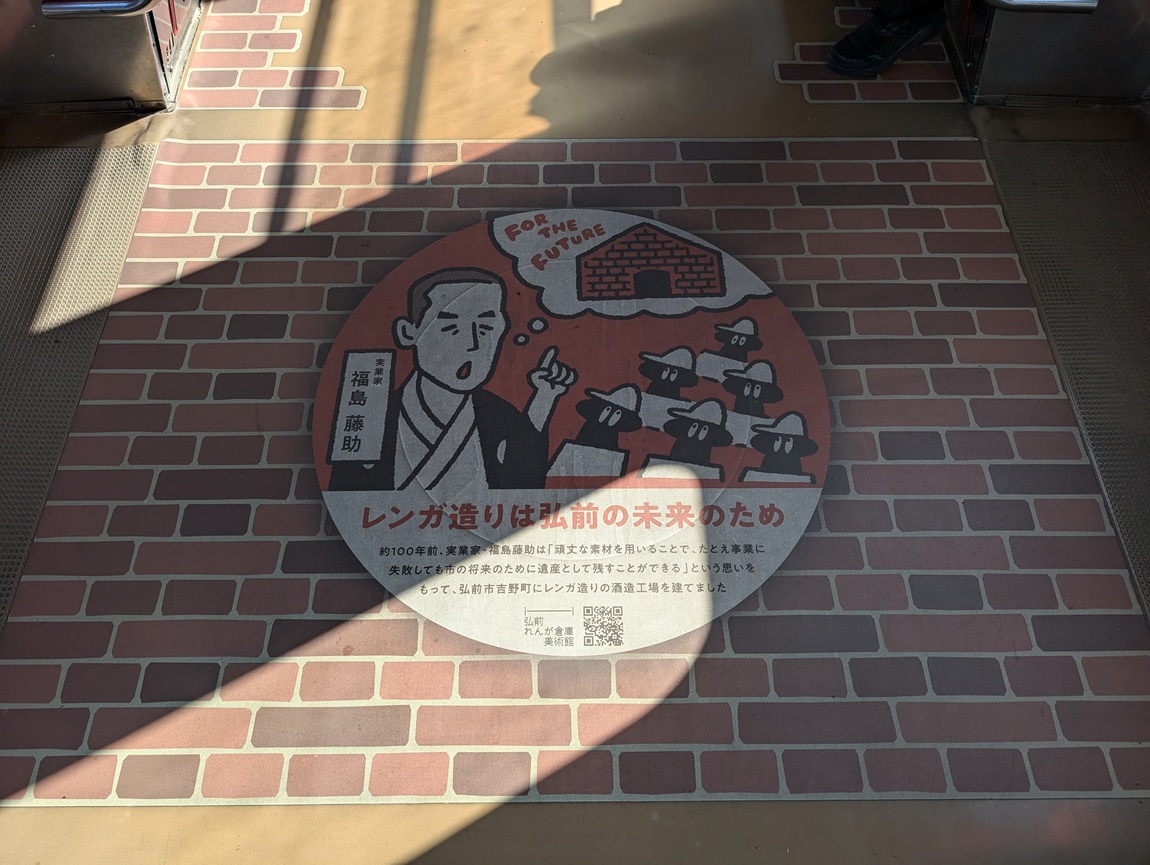 FOR
THE
FUTURE
実業家
福島 藤助
レンガ造りは弘前の未来のため
約100年前、実業家・福島藤助は「頑丈な素材を用いることで、たとえ事業に
失敗しても市の将来のために遺産として残すことができる」という思いを
もって、弘前市吉野町にレンガ造りの酒造工場を建てました
弘前
れんが倉庫
美術館